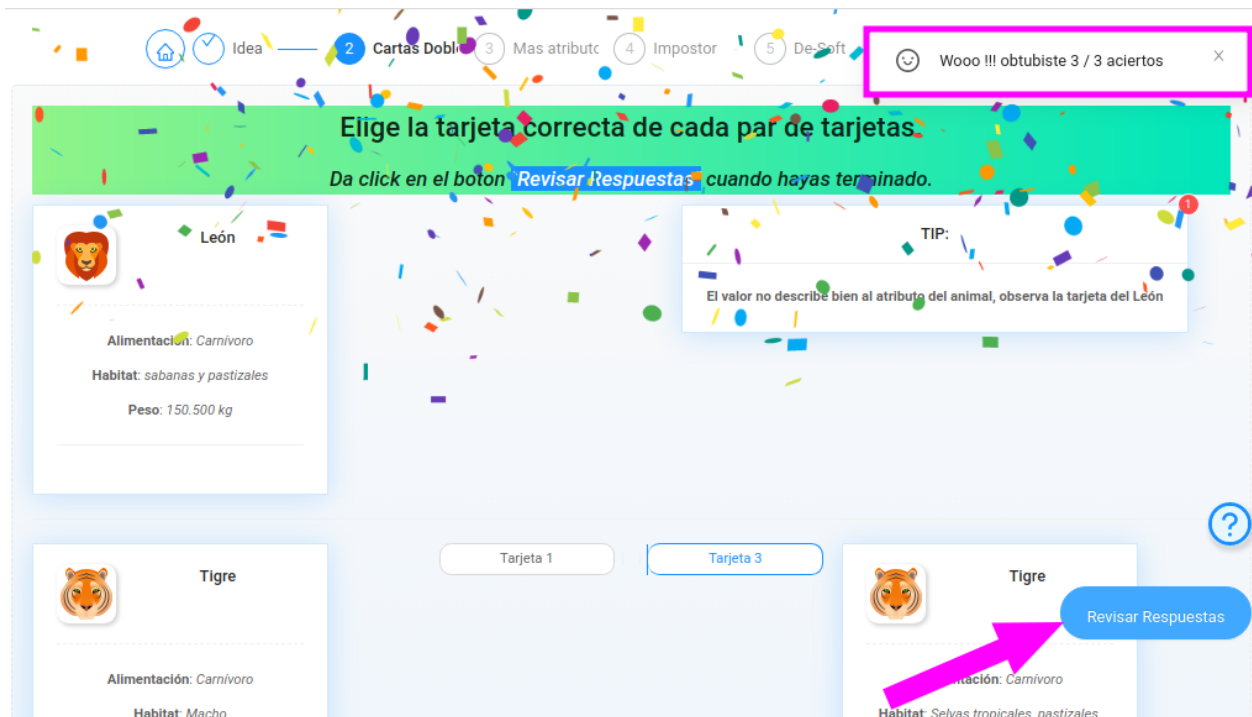 Idea
2 Cartas Dobl
3 Mas atributo
4 Impostor
5 De-Soft
Wooo !!! obtubiste 3 / 3 aciertos
Elige la tarjeta correcta de cada par de tarjetas.
Da click en el boton Revisar Respuestas cuando hayas terminado.
León
Alimentación: Carnívoro
Habitat: sabanas y pastizales
Peso: 150.500 kg
1
TIP:
El valor no describe bien al atributo del animal, observa la tarjeta del León
?
Tigre
Alimentación: Carnívoro
Habitat: Macho
Tarjeta 1
Tarjeta 3
Tigre
Revisar Respuestas
ntación: Carnívoro
Habitat: Selvas tropicales, pastizales